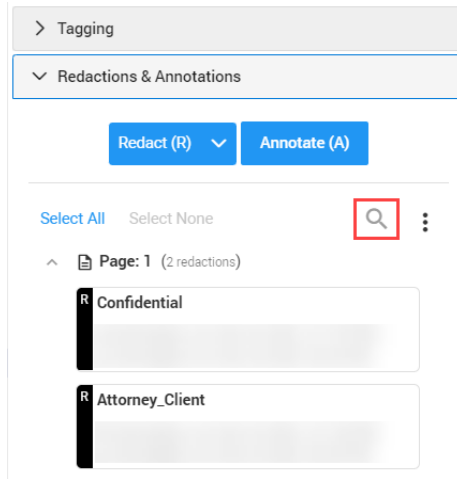 Tagging
Redactions & Annotations
Redact (R) Annotate (A)
Select All Select None
Page: 1 (2 redactions)
R Confidential
R Attorney_Client